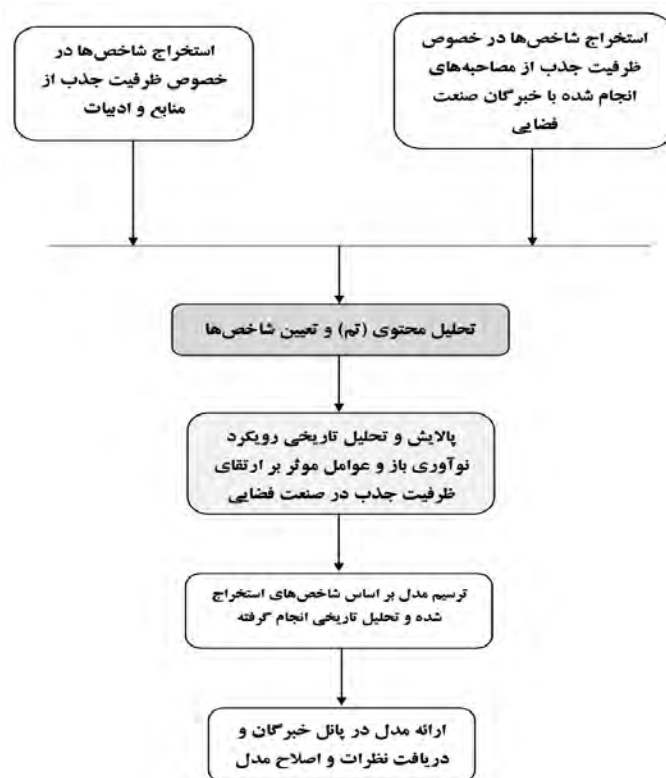 استخراج شاخص‌ها در خصوص
ظرفیت جذب از مصاحبه‌های
انجام شده با خبرگان صنعت
فضایی
استخراج شاخص‌ها در
خصوص ظرفیت جذب از
منابع و ادبیات
تحلیل محتوی (تم) و تعیین شاخص‌ها
پالایش و تحلیل تاریخی رویکرد
نوآوری باز و عوامل موثر بر ارتقای
ظرفیت جذب در صنعت فضایی
ترسیم مدل بر اساس شاخص‌های استخراج
شده و تحلیل تاریخی انجام گرفته
ارائه مدل در پانل خبرگان و
دریافت نظرات و اصلاح مدل